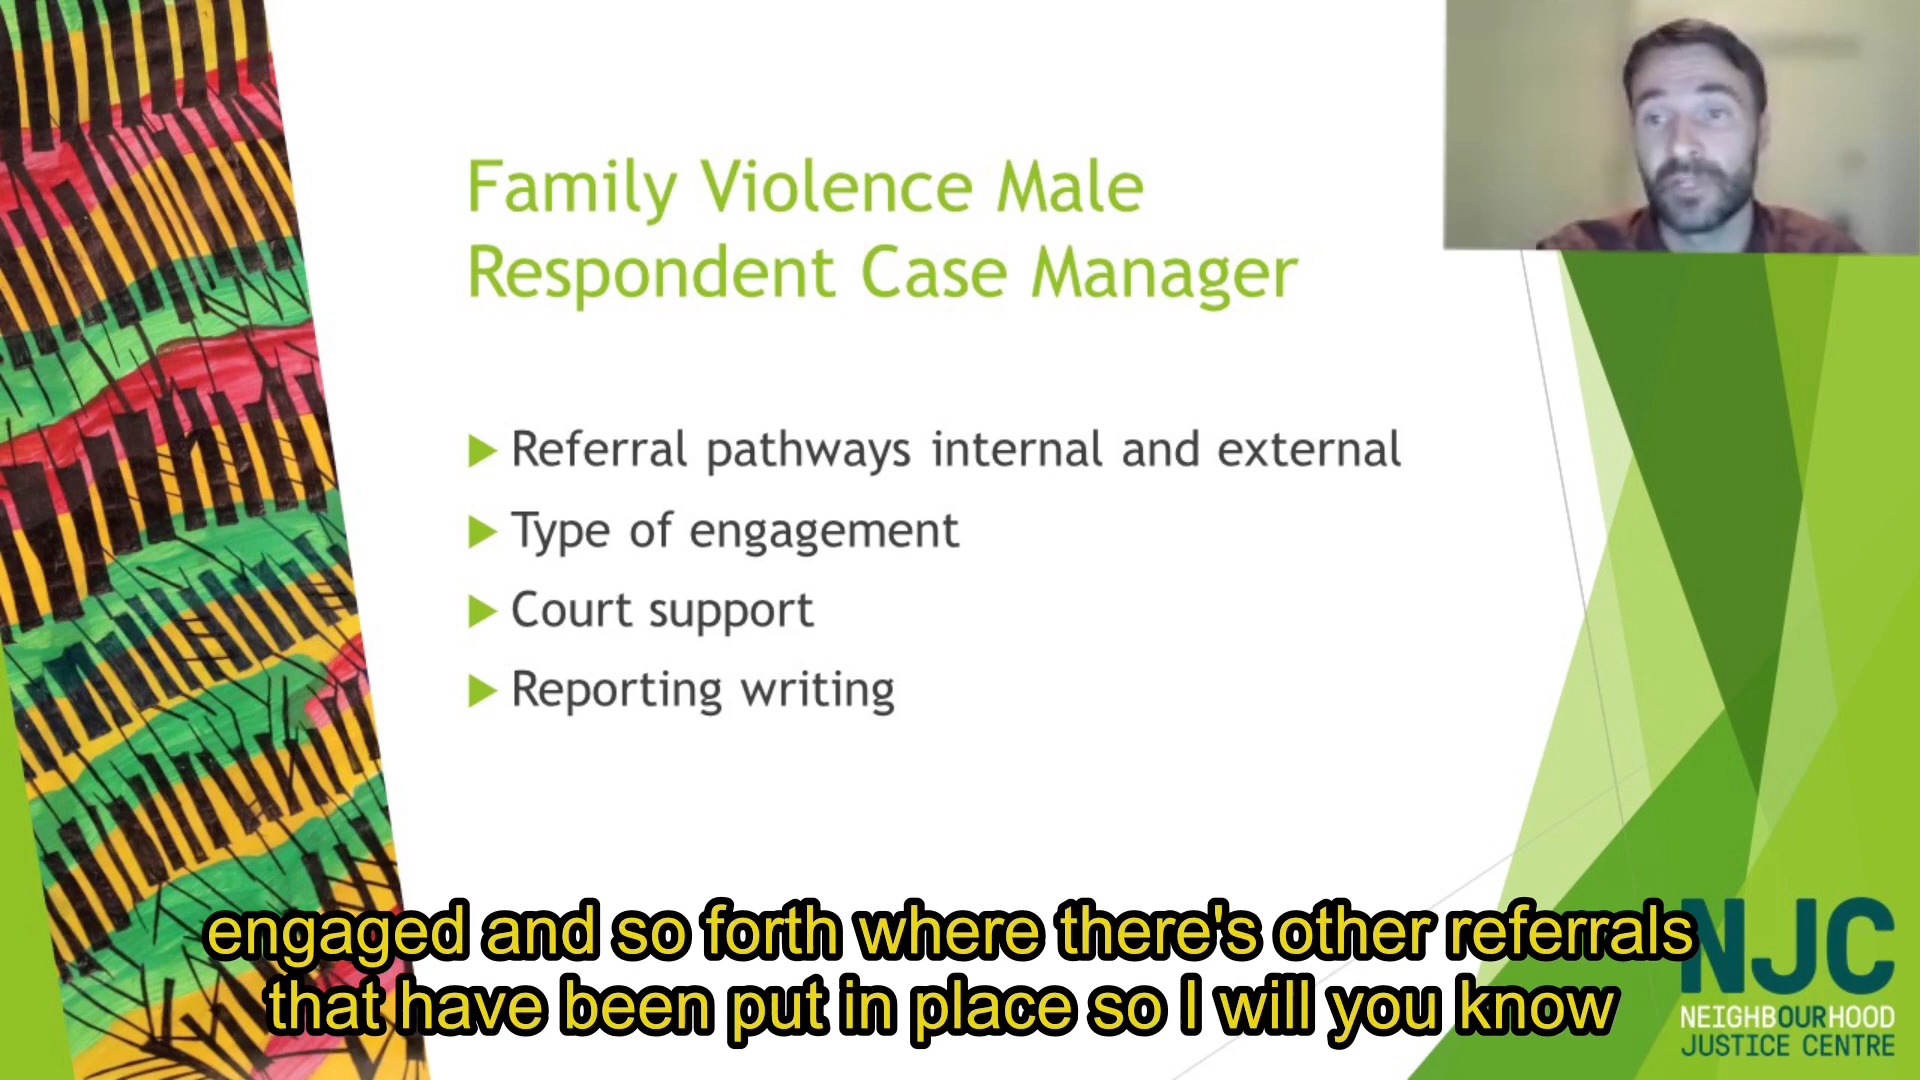 Family Violence Male
Respondent Case Manager
Referral pathways internal and external
Type of engagement
Court support
Reporting writing
engaged and so forth where there's other referrals
that have been put in place so I will you know
NJC
NEIGHBOURHOOD
JUSTICE CENTRE